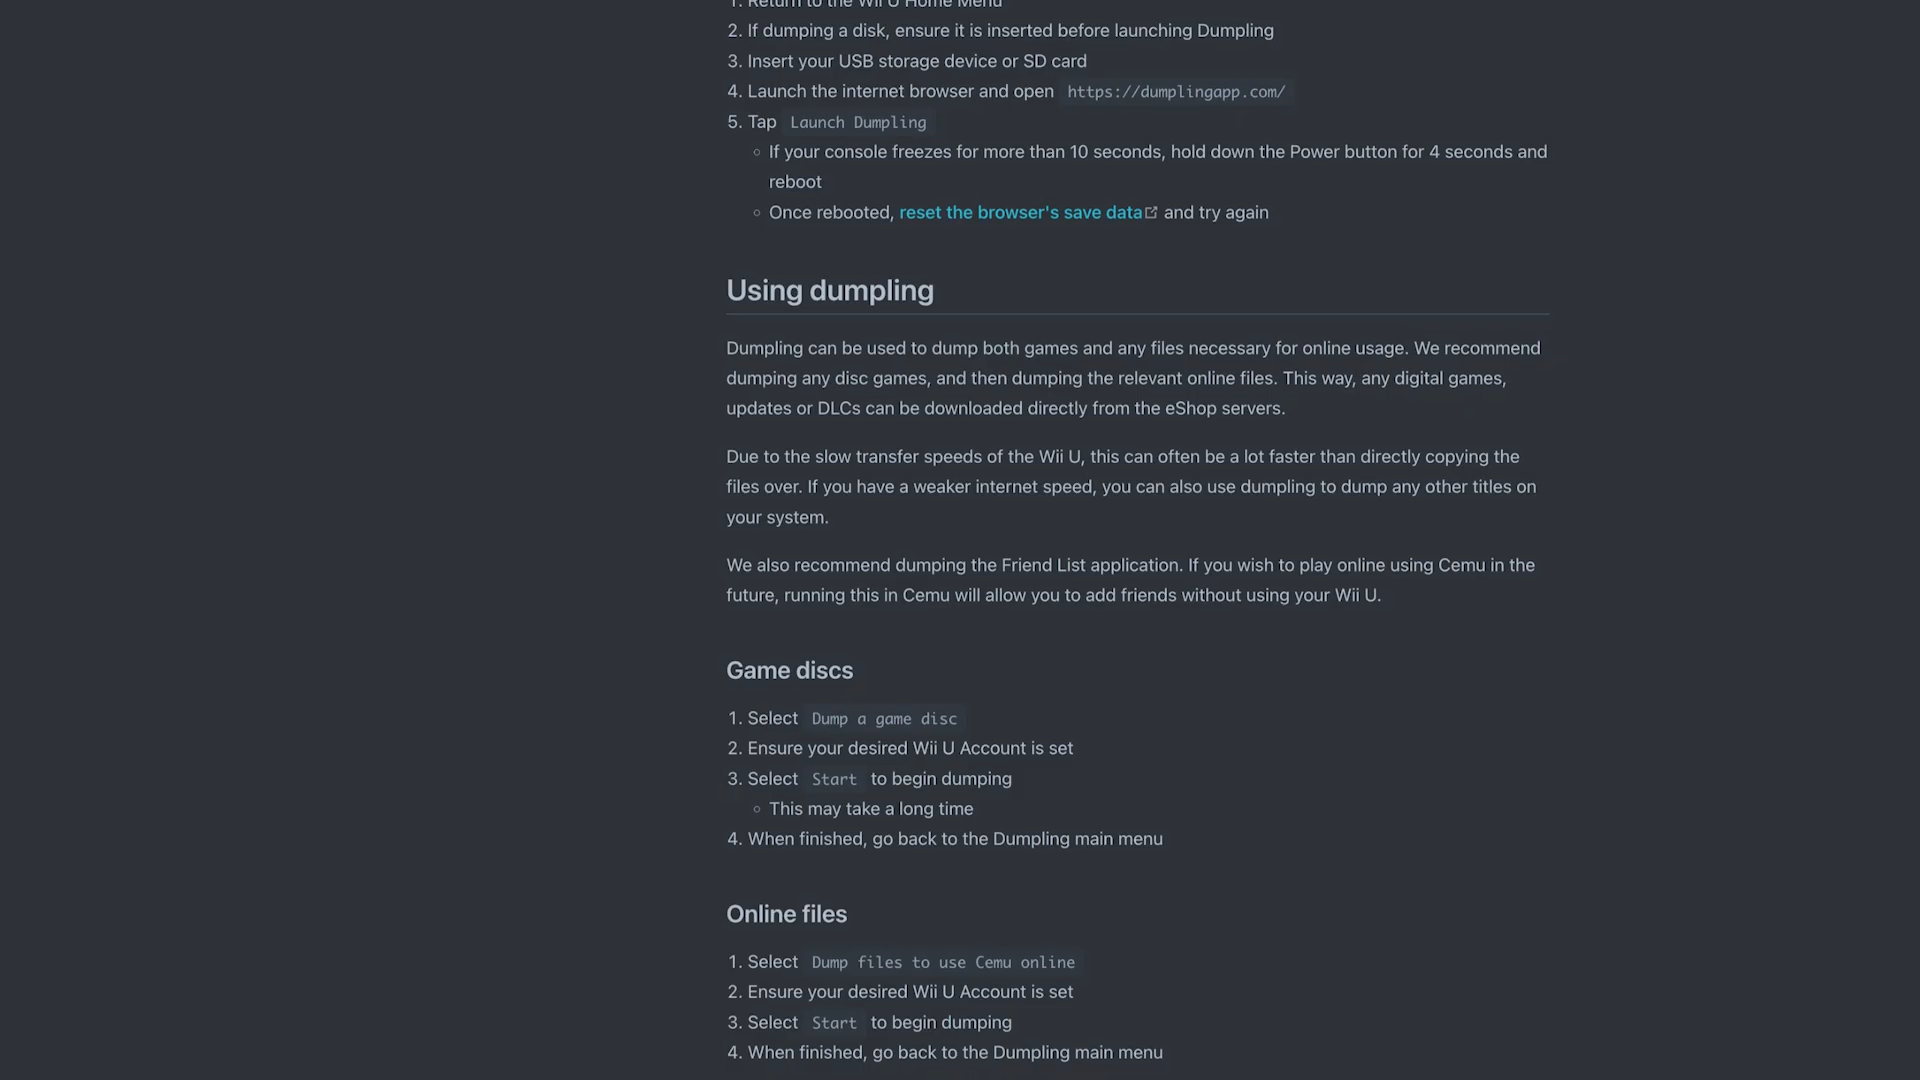 1. Return to the Wii U Home Menu
2. If dumping a disk, ensure it is inserted before launching Dumpling
3. Insert your USB storage device or SD card
4. Launch the internet browser and open https://dumplingapp.com/
5. Tap Launch Dumpling
◦ If your console freezes for more than 10 seconds, hold down the Power button for 4 seconds and
reboot
◦ Once rebooted, reset the browser's save data and try again
Using dumpling
Dumpling can be used to dump both games and any files necessary for online usage. We recommend
dumping any disc games, and then dumping the relevant online files. This way, any digital games,
updates or DLCs can be downloaded directly from the eShop servers.
Due to the slow transfer speeds of the Wii U, this can often be a lot faster than directly copying the
files over. If you have a weaker internet speed, you can also use dumpling to dump any other titles on
your system.
We also recommend dumping the Friend List application. If you wish to play online using Cemu in the
future, running this in Cemu will allow you to add friends without using your Wii U.
Game discs
1. Select Dump a game disc
2. Ensure your desired Wii U Account is set
3. Select Start to begin dumping
◦ This may take a long time
4. When finished, go back to the Dumpling main menu
Online files
1. Select Dump files to use Cemu online
2. Ensure your desired Wii U Account is set
3. Select Start to begin dumping
4. When finished, go back to the Dumpling main menu